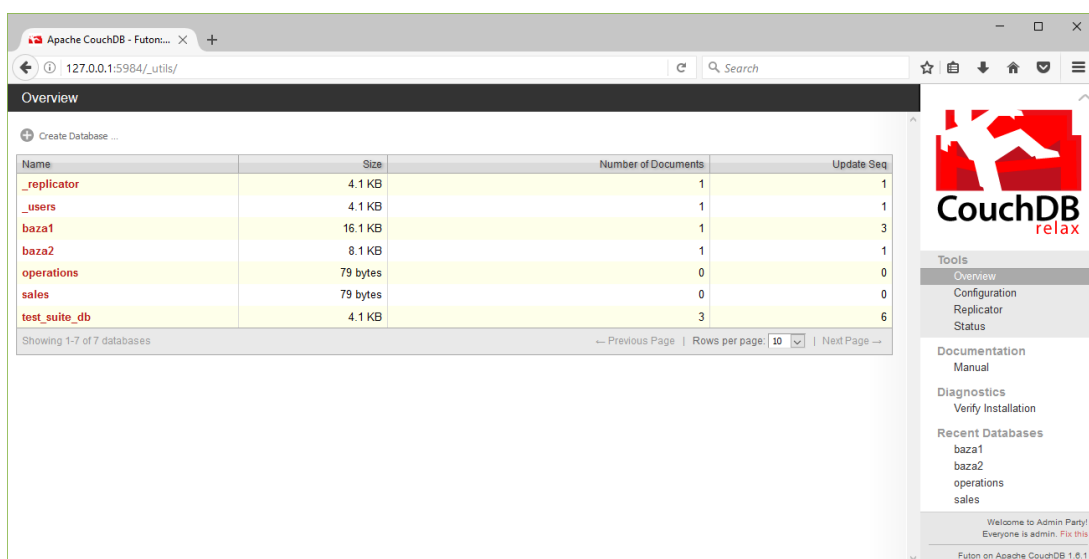 Apache CouchDB - Futon:...
127.0.0.1:5984/_utils/
Search
Overview
Create Database ...
Name Size Number of Documents Update Seq
_replicator 4.1 KB 1 1
_users 4.1 KB 1 1
baza1 16.1 KB 1 3
baza2 8.1 KB 1 1
operations 79 bytes 0 0
sales 79 bytes 0 0
test_suite_db 4.1 KB 3 6
Showing 1-7 of 7 databases ← Previous Page | Rows per page: 10 | Next Page →
CouchDB
relax
Tools
Overview
Configuration
Replicator
Status
Documentation
Manual
Diagnostics
Verify Installation
Recent Databases
baza1
baza2
operations
sales
Welcome to Admin Party!
Everyone is admin. Fix this
Futon on Apache CouchDB 1.6.1